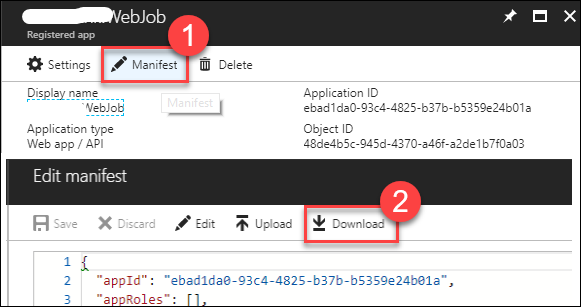 WebJob
Registered app
1
Settings Manifest Delete
Display name Application ID
WebJob Manifest ebad1da0-93c4-4825-b37b-b5359e24b01a
Application type Object ID
Web app / API 48de4b5c-945d-4370-a46f-a2de1b7f0a03
Edit manifest
2
Save Discard Edit Upload Download
1 {
2 "appId": "ebad1da0-93c4-4825-b37b-b5359e24b01a",
3 "appRoles": [],